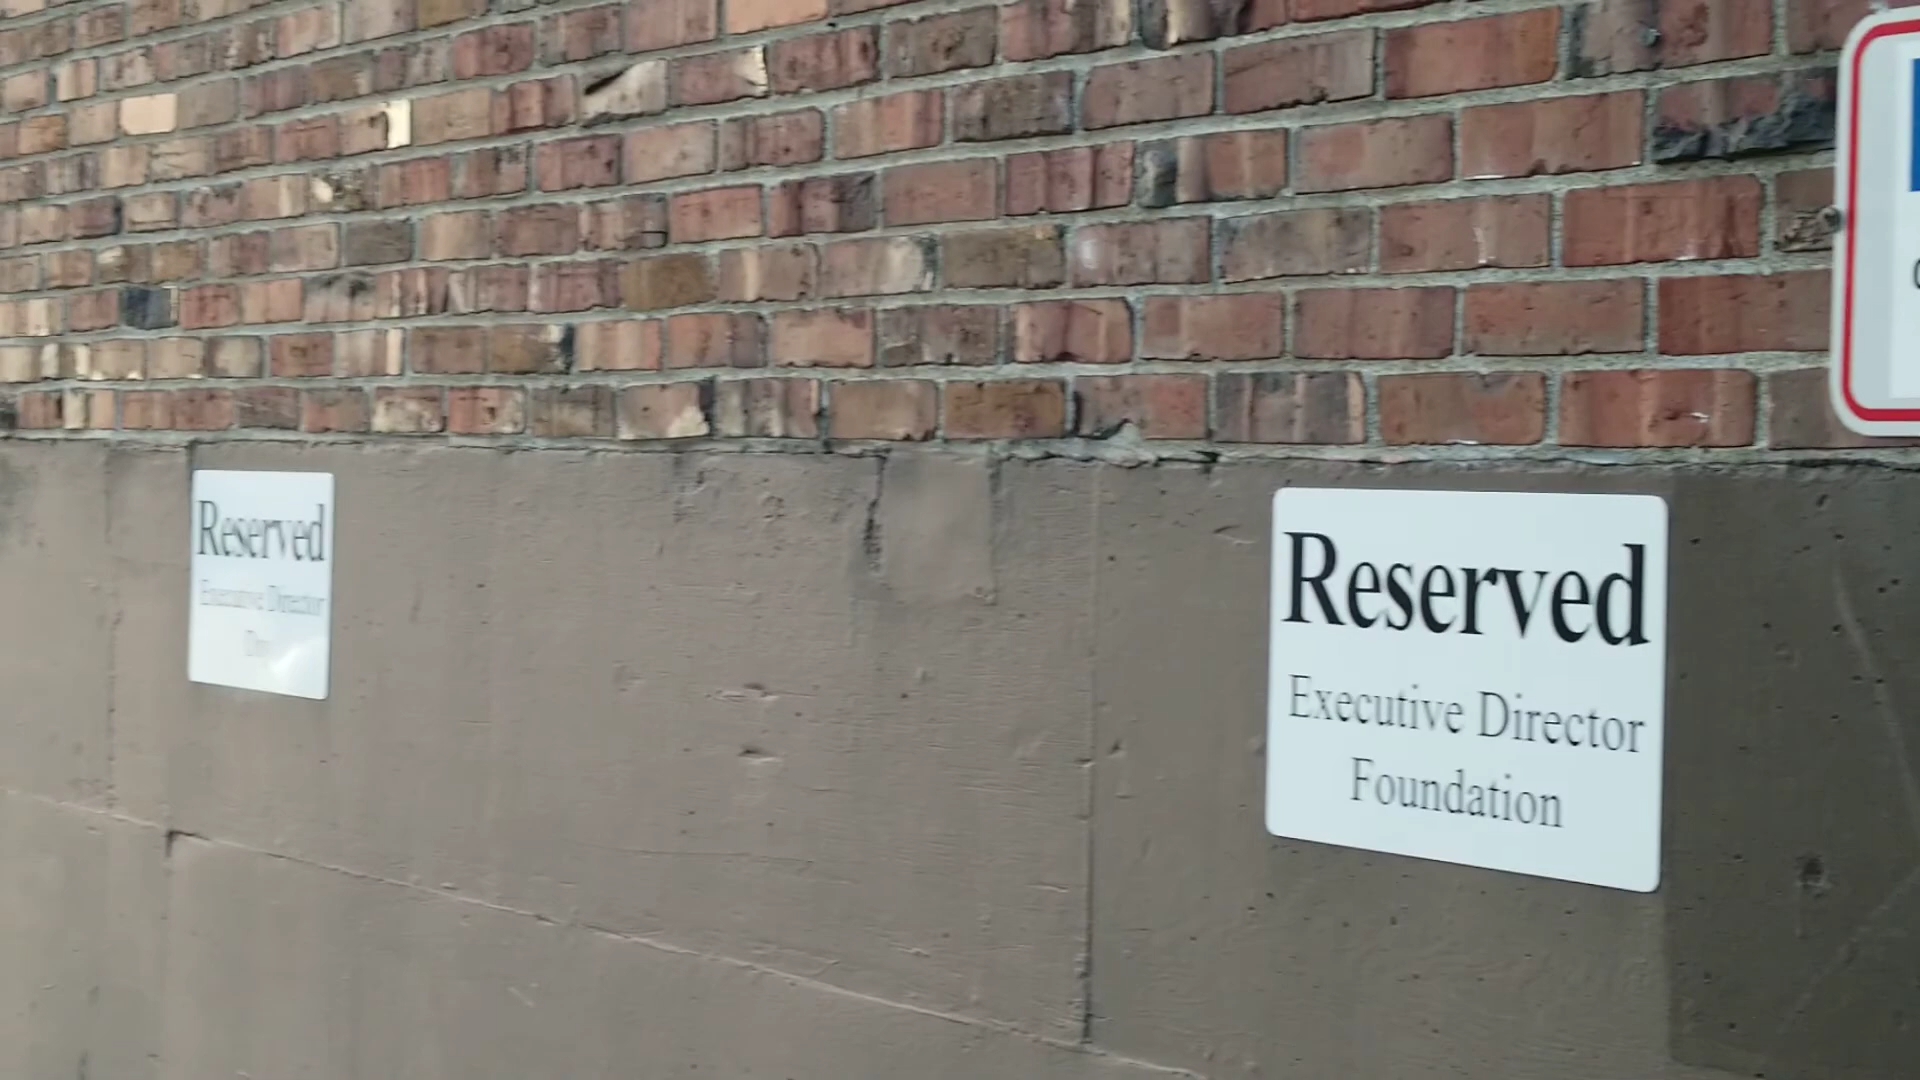 Reserved
Executive Director
Reserved
Executive Director
Foundation